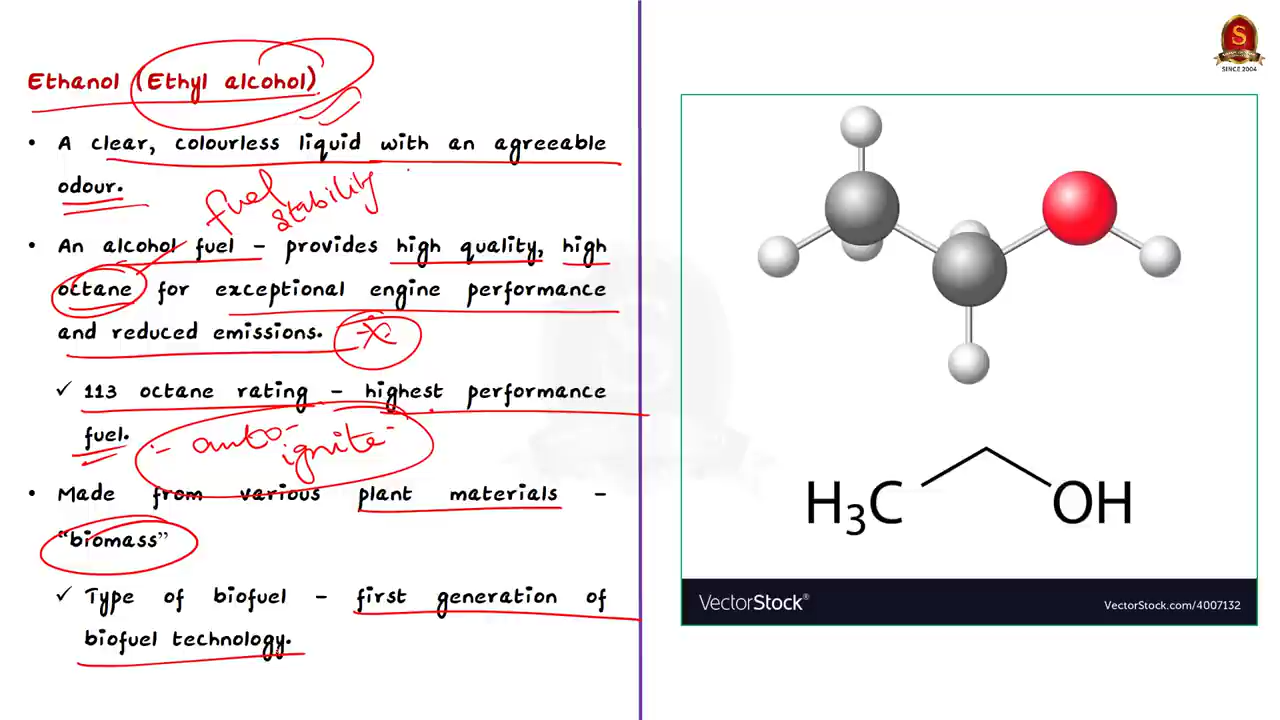 SINCE 2004
Ethanol (Ethyl alcohol)
• A clear, colourless liquid with an agreeable
odour.
fuel
stability
• An alcohol fuel – provides high quality, high
octane for exceptional engine performance
and reduced emissions.
✓ 113 octane rating – highest performance
fuel.
- auto-
ignite -
• Made from various plant materials –
“biomass”
✓ Type of biofuel – first generation of
biofuel technology.
H₃C OH
VectorStock®
VectorStock.com/4007132